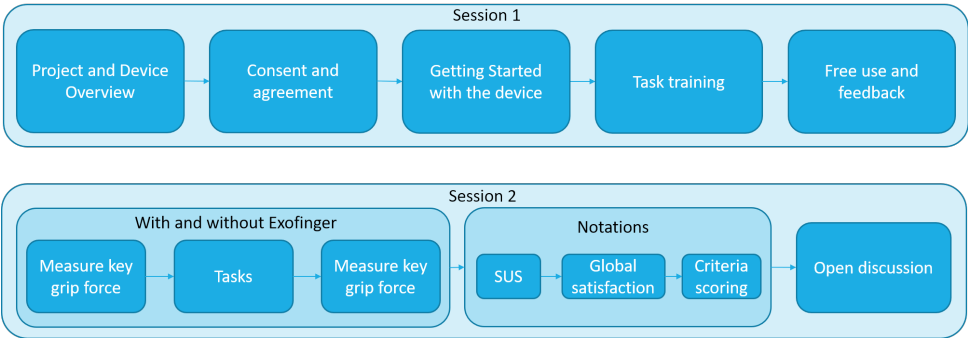 Session 1
Project and Device
Overview
Consent and
agreement
Getting Started
with the device
Task training
Free use and
feedback
Session 2
With and without Exofinger
Measure key
grip force
Tasks
Measure key
grip force
Notations
SUS
Global
satisfaction
Criteria
scoring
Open discussion